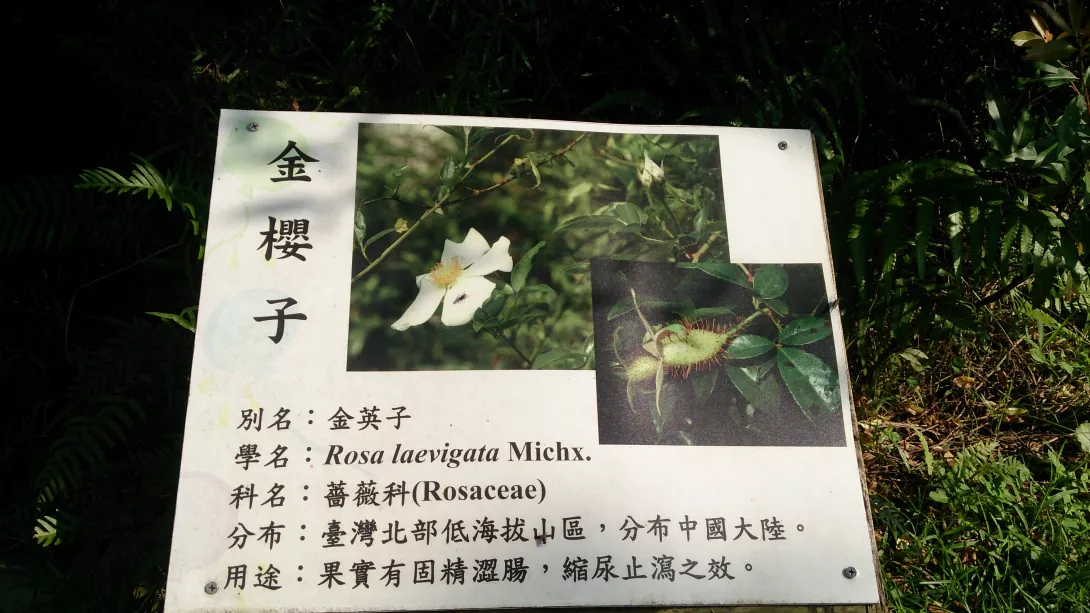 金櫻子
別名：金英子
學名：Rosa laevigata Michx.
科名：薔薇科(Rosaceae)
分布：臺灣北部低海拔山區，分布中國大陸。
用途：果實有固精澀腸，縮尿止瀉之效。